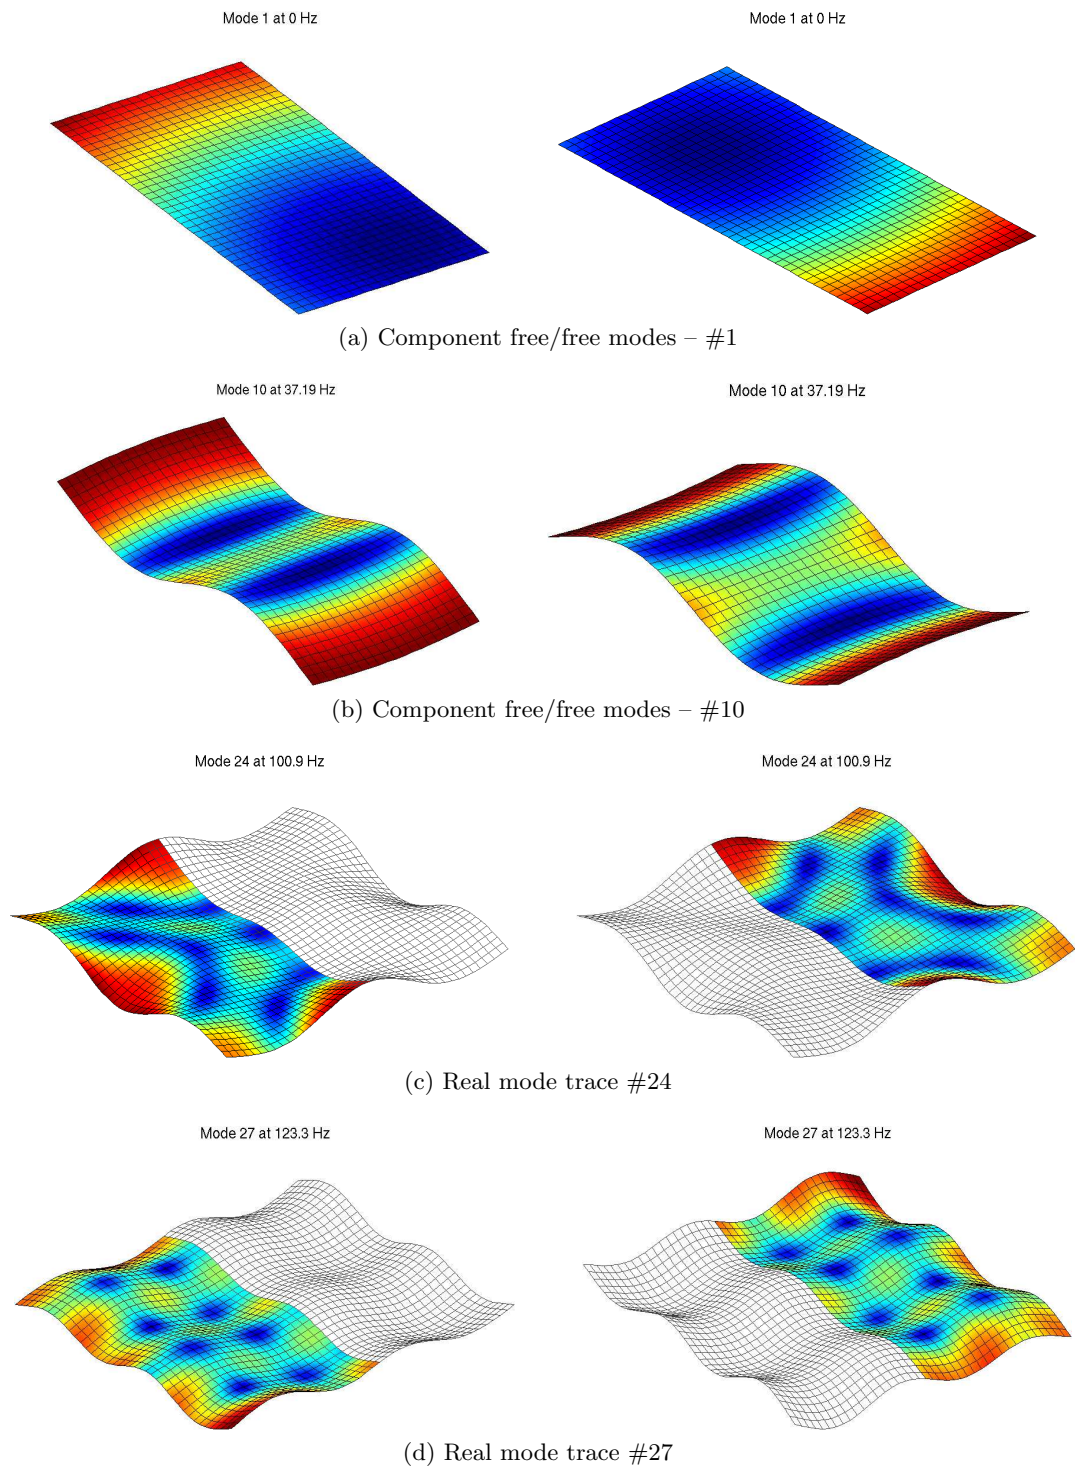 Mode 1 at 0 Hz
Mode 1 at 0 Hz
(a) Component free/free modes – #1
Mode 10 at 37.19 Hz
Mode 10 at 37.19 Hz
(b) Component free/free modes – #10
Mode 24 at 100.9 Hz
Mode 24 at 100.9 Hz
(c) Real mode trace #24
Mode 27 at 123.3 Hz
Mode 27 at 123.3 Hz
(d) Real mode trace #27